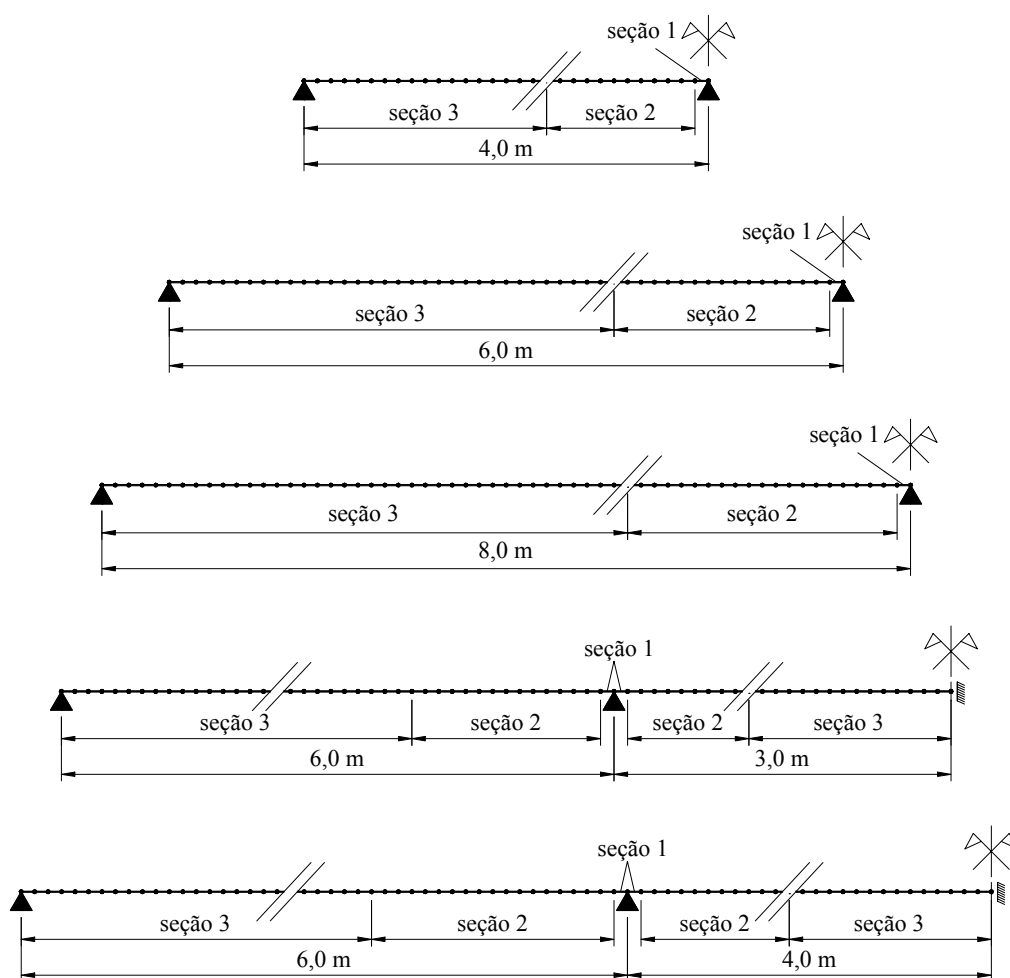 seção 1
seção 3 seção 2
4,0 m
seção 1
seção 3 seção 2
6,0 m
seção 1
seção 3 seção 2
8,0 m
seção 1
seção 3 seção 2 seção 2 seção 3
6,0 m 3,0 m
seção 1
seção 3 seção 2 seção 2 seção 3
6,0 m 4,0 m